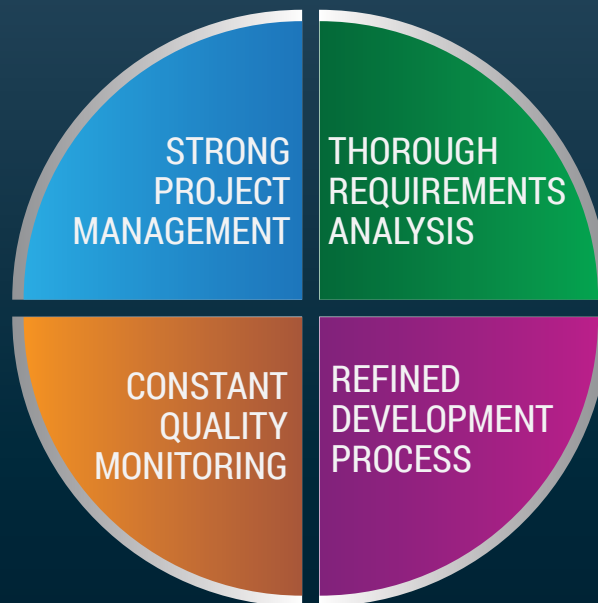 STRONG
PROJECT
MANAGEMENT
THOROUGH
REQUIREMENTS
ANALYSIS
CONSTANT
QUALITY
MONITORING
REFINED
DEVELOPMENT
PROCESS